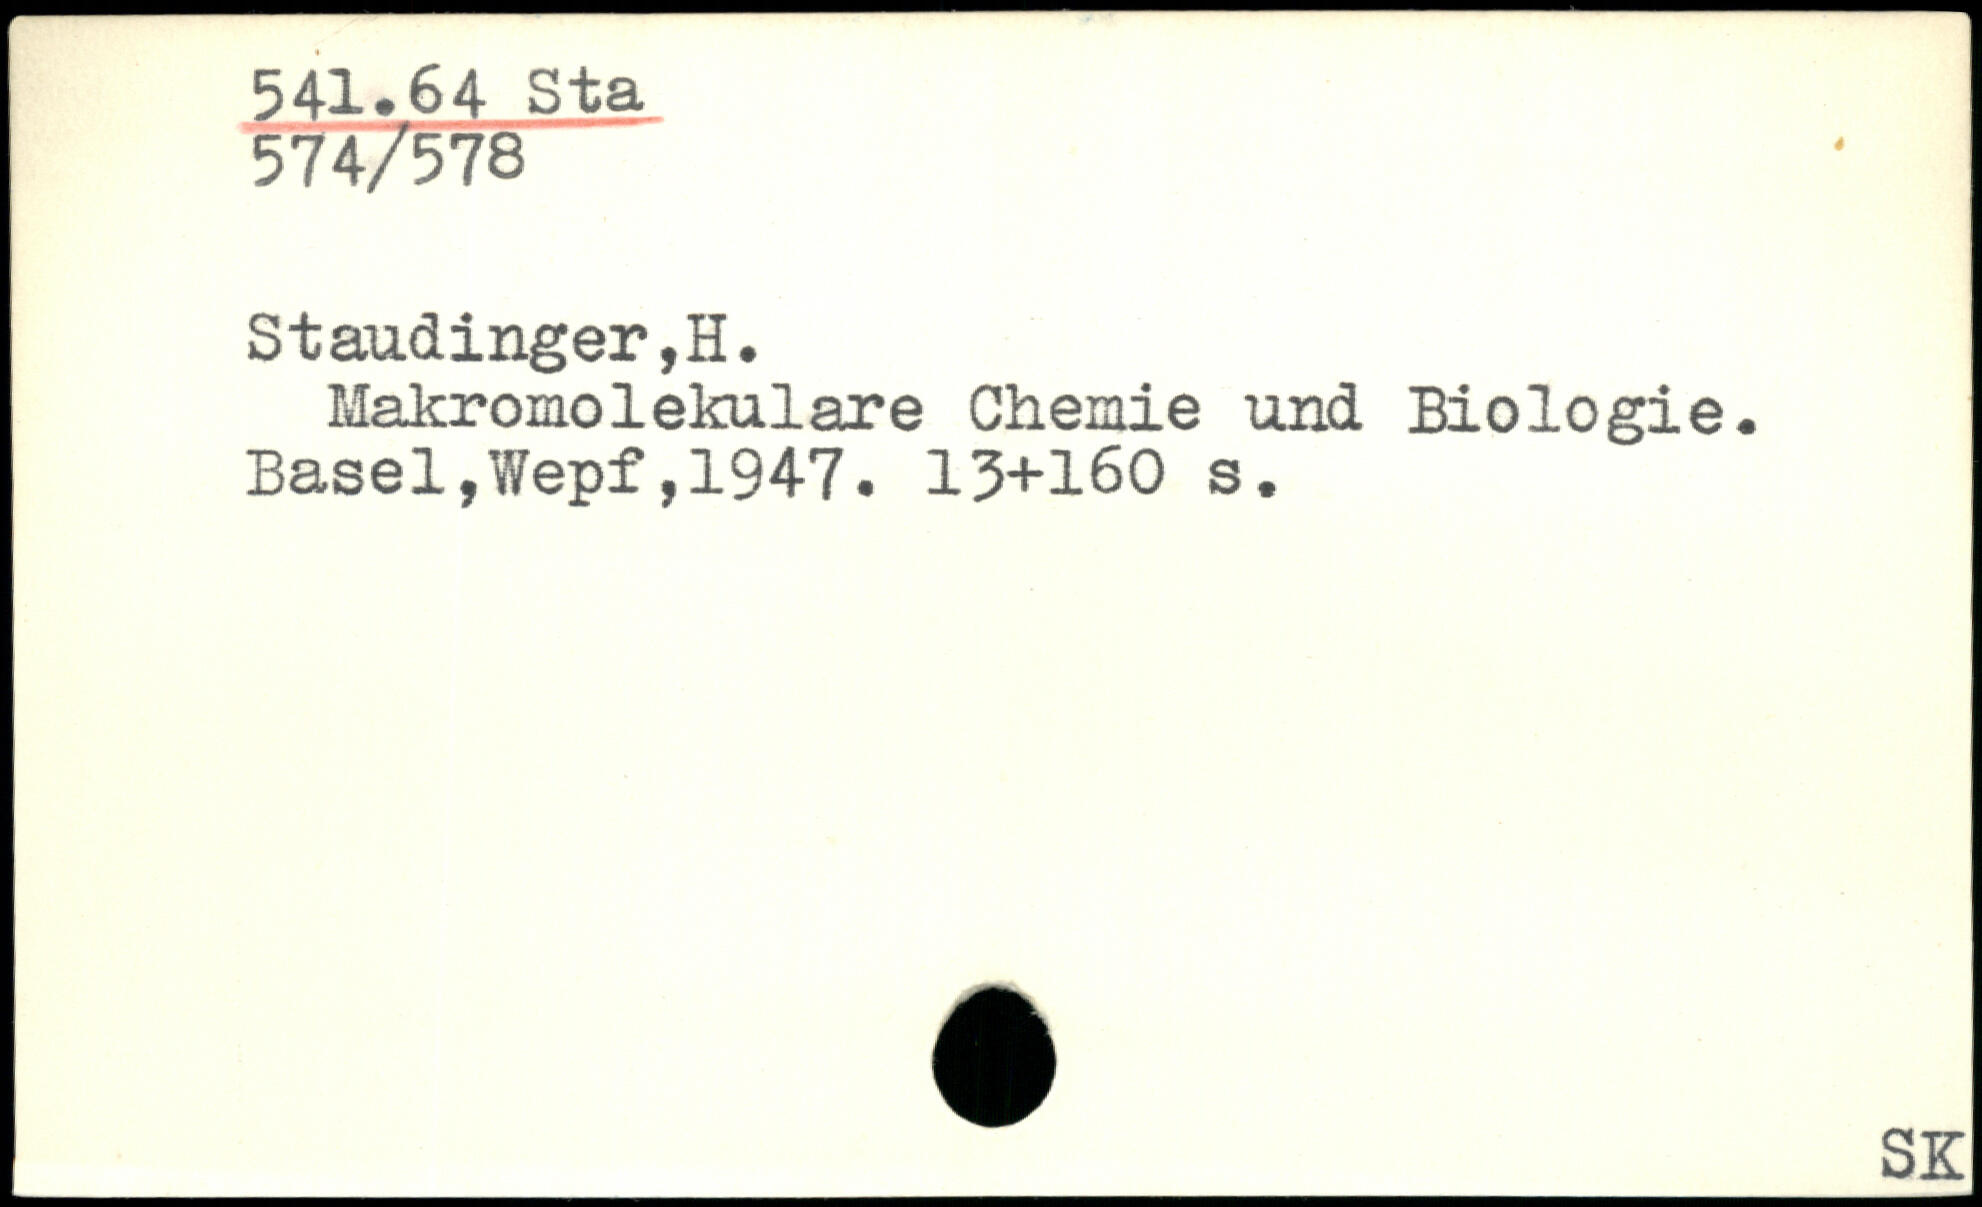 541.64 Sta
574/578
Staudinger,H.
Makromolekulare Chemie und Biologie.
Basel,Wepf,1947. 13+160 s.
SK